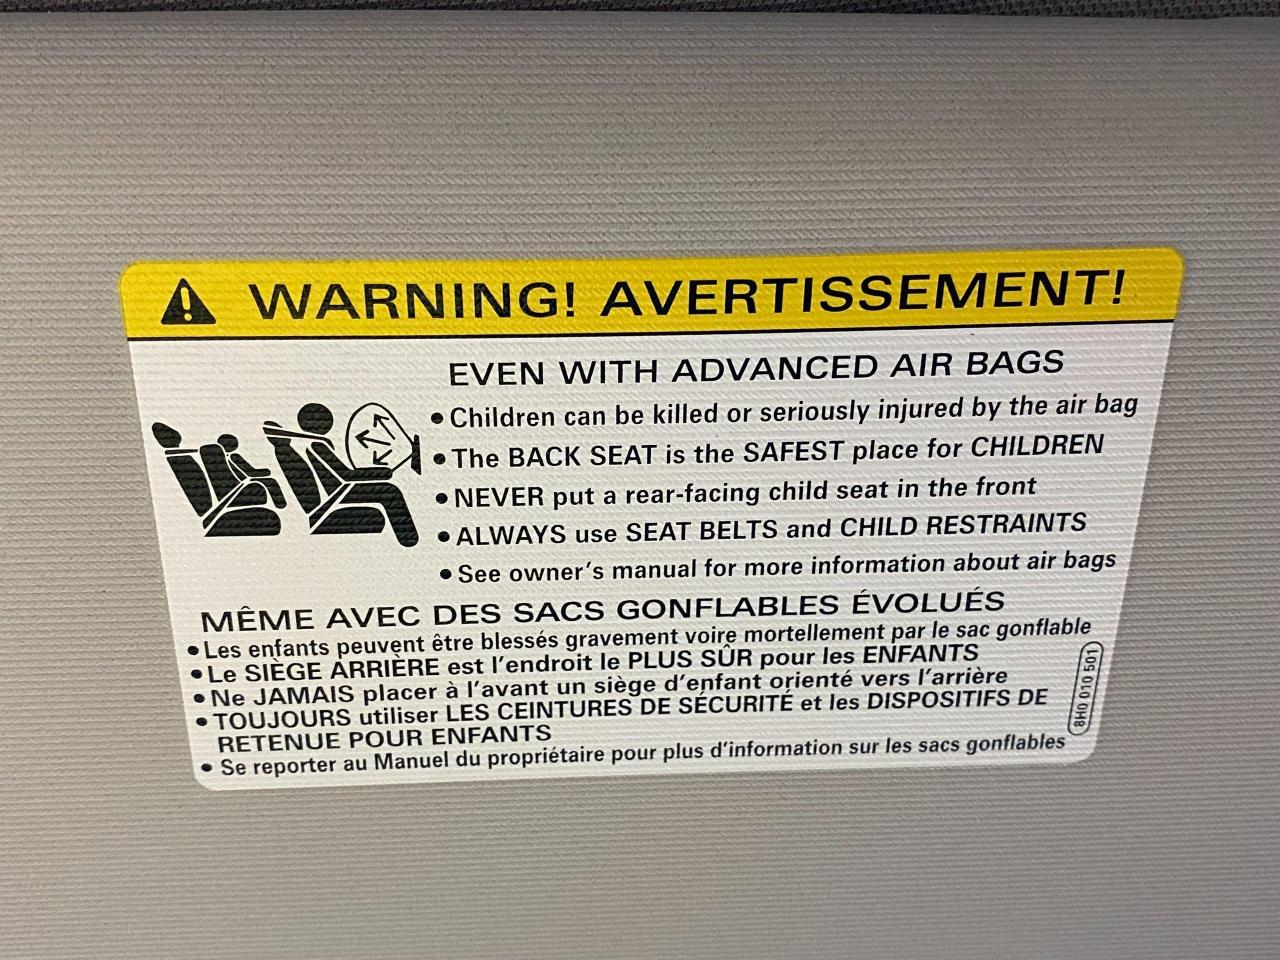 WARNING! AVERTISSEMENT!
EVEN WITH ADVANCED AIR BAGS
• Children can be killed or seriously injured by the air bag
• The BACK SEAT is the SAFEST place for CHILDREN
• NEVER put a rear-facing child seat in the front
• ALWAYS use SEAT BELTS and CHILD RESTRAINTS
• See owner's manual for more information about air bags
MÊME AVEC DES SACS GONFLABLES ÉVOLUÉS
• Les enfants peuvent être blessés gravement voire mortellement par le sac gonflable
• Le SIÈGE ARRIÈRE est l'endroit le PLUS SÛR pour les ENFANTS
• Ne JAMAIS placer à l'avant un siège d'enfant orienté vers l'arrière
• TOUJOURS utiliser LES CEINTURES DE SÉCURITÉ et les DISPOSITIFS DE
RETENUE POUR ENFANTS
• Se reporter au Manuel du propriétaire pour plus d'information sur les sacs gonflables
8H0 010 501